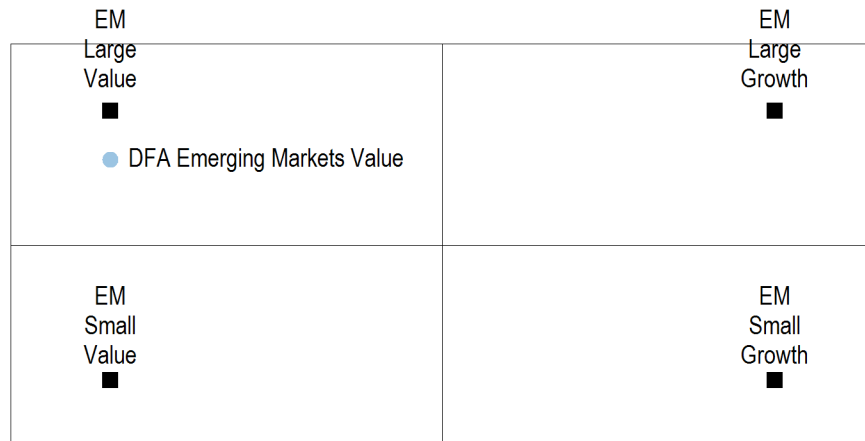 EM
Large
Value
EM
Large
Growth
DFA Emerging Markets Value
EM
Small
Value
EM
Small
Growth